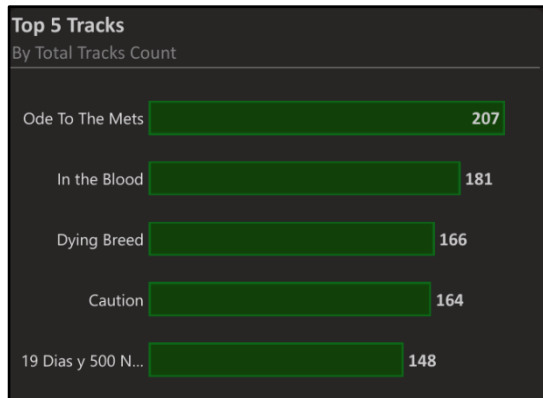 Top 5 Tracks
By Total Tracks Count
Ode To The Mets 207
In the Blood 181
Dying Breed 166
Caution 164
19 Dias y 500 N... 148